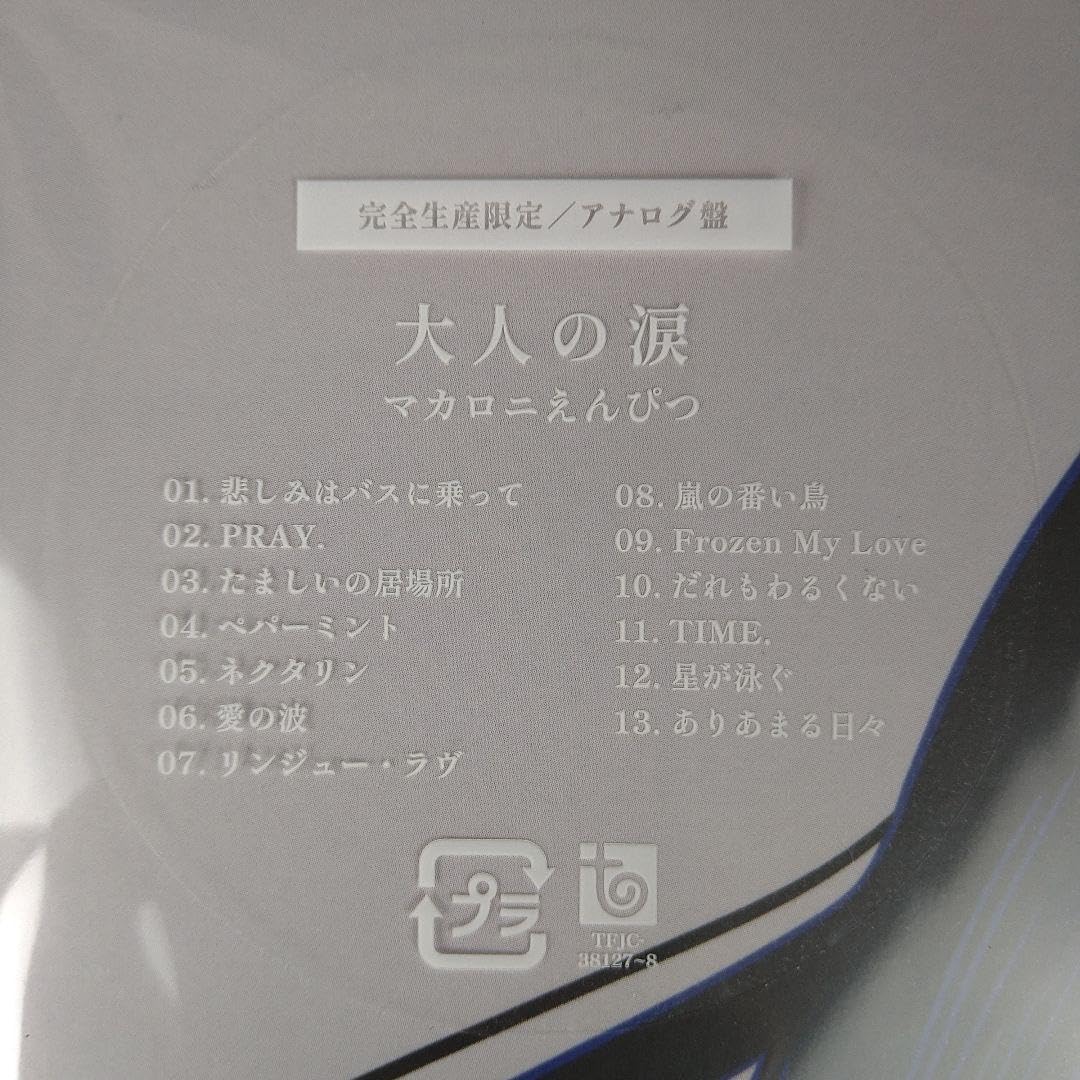 完全生産限定／アナログ盤
大人の涙
マカロニえんぴつ
01. 悲しみはバスに乗って
02. PRAY.
03. たましいの居場所
04. ペパーミント
05. ネクタリン
06. 愛の波
07. リンジュー・ラヴ
08. 嵐の番い鳥
09. Frozen My Love
10. だれもわるくない
11. TIME.
12. 星が泳ぐ
13. ありあまる日々
プラ
TFJC-
38127~8